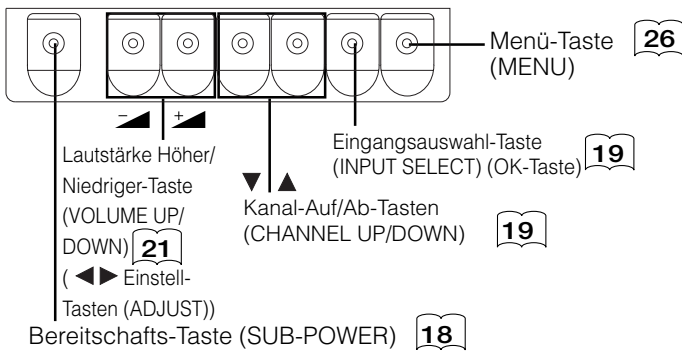 Menü-Taste 26
(MENU)
− +
Lautstärke Höher/
Niedriger-Taste
(VOLUME UP/
DOWN) 21
( ◀▶ Einstell-
Tasten (ADJUST))
▼ ▲
Eingangsauswahl-Taste
(INPUT SELECT) (OK-Taste) 19
Kanal-Auf/Ab-Tasten
(CHANNEL UP/DOWN) 19
Bereitschafts-Taste (SUB-POWER) 18